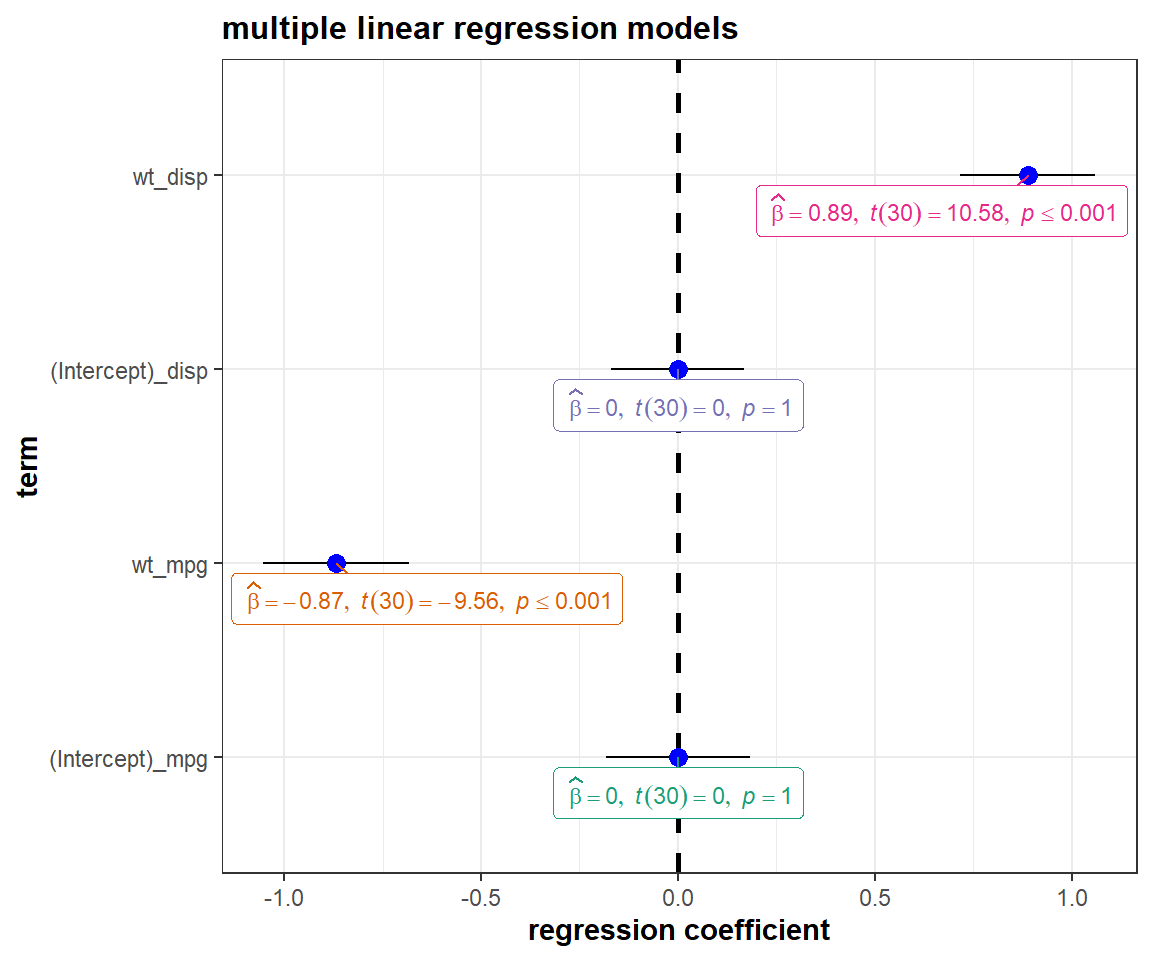 multiple linear regression models
wt_disp
β̂ = 0.89, t(30) = 10.58, p ≤ 0.001
(Intercept)_disp
β̂ = 0, t(30) = 0, p = 1
term
wt_mpg
β̂ = −0.87, t(30) = −9.56, p ≤ 0.001
(Intercept)_mpg
β̂ = 0, t(30) = 0, p = 1
-1.0 -0.5 0.0 0.5 1.0
regression coefficient